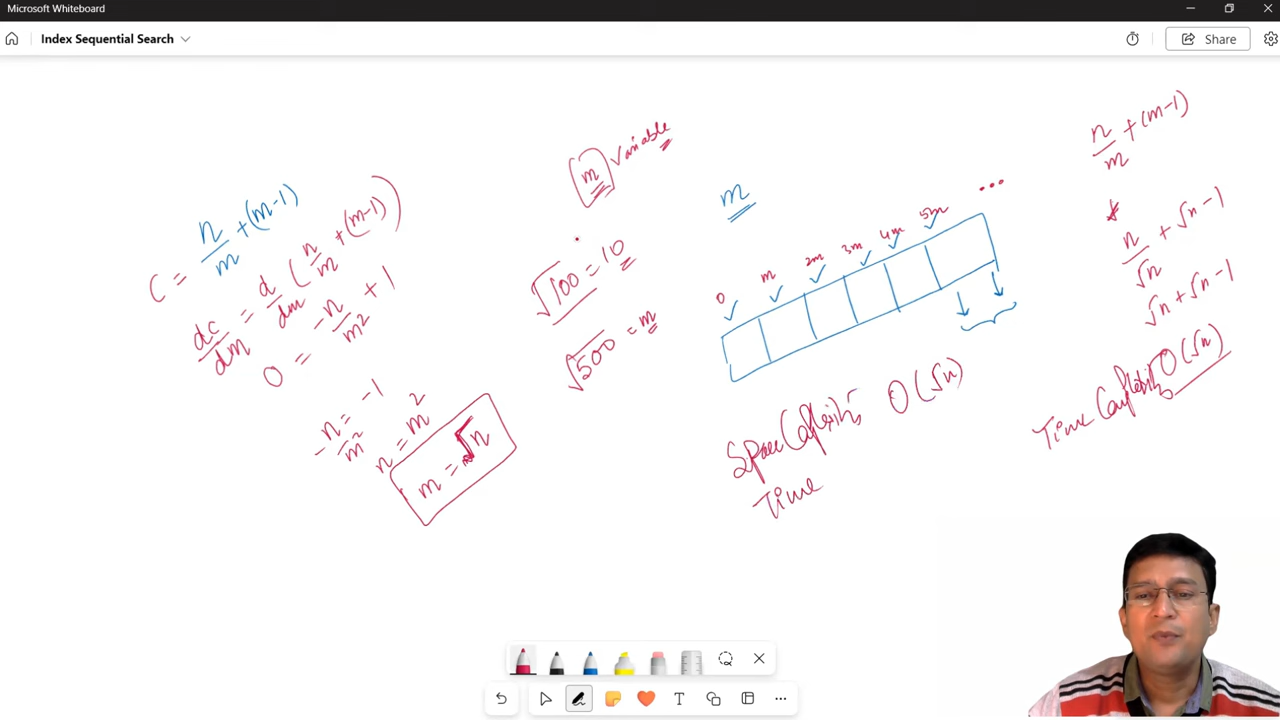 Microsoft Whiteboard
Index Sequential Search
Share
C = n/m + (m-1)
dc/dm = d/dm (n/m + (m-1))
0 = -n/m² + 1
-n/m² = -1
n = m²
m = √n
m variable
√100 = 10
√500 = m
m
0 m 2m 3m 4m 5m ...
Space Complexity O(√n)
Time
n/m + (m-1)
n/√n + √n-1
√n + √n-1
Time Complexity O(√n)